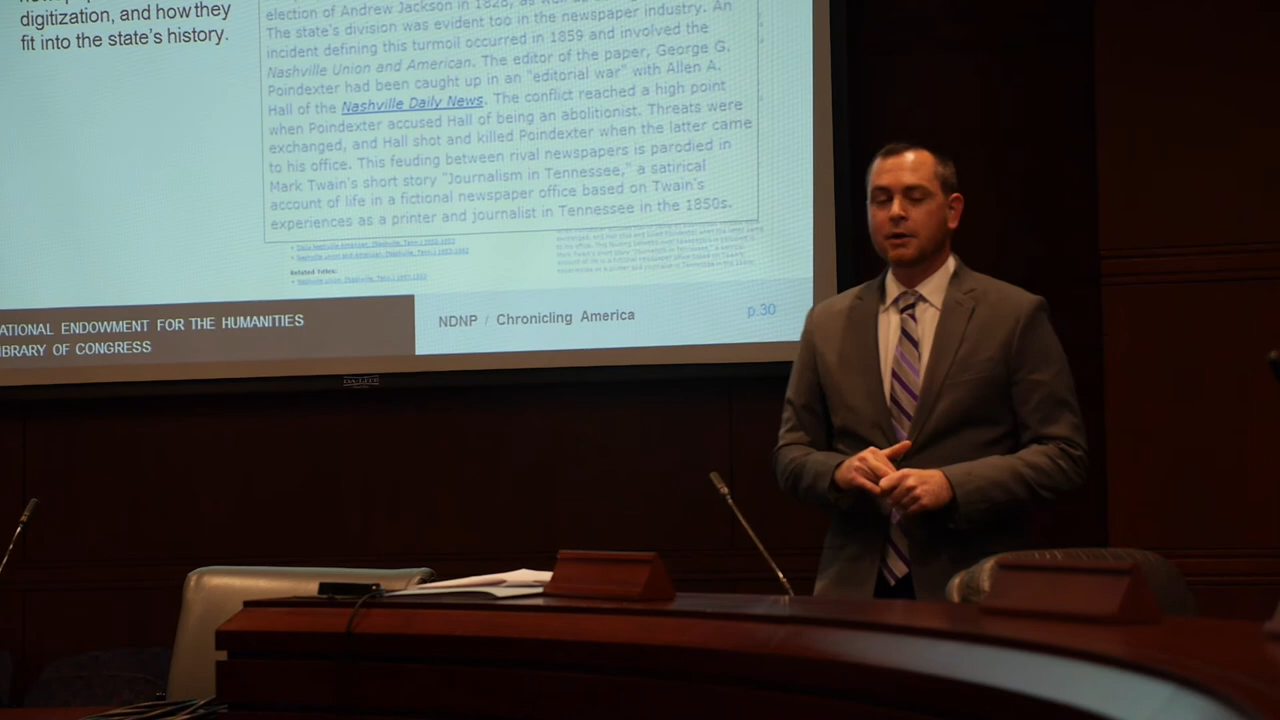 digitization, and how they
fit into the state's history.
election of Andrew Jackson in 1828, as well as
The state's division was evident too in the newspaper industry. An
incident defining this turmoil occurred in 1859 and involved the
Nashville Union and American. The editor of the paper, George G.
Poindexter had been caught up in an "editorial war" with Allen A.
Hall of the Nashville Daily News. The conflict reached a high point
when Poindexter accused Hall of being an abolitionist. Threats were
exchanged, and Hall shot and killed Poindexter when the latter came
to his office. This feuding between rival newspapers is parodied in
Mark Twain's short story "Journalism in Tennessee," a satirical
account of life in a fictional newspaper office based on Twain's
experiences as a printer and journalist in Tennessee in the 1850s.
Related Titles:
ATIONAL ENDOWMENT FOR THE HUMANITIES
IBRARY OF CONGRESS
NDNP / Chronicling America
p.30
DA-LITE